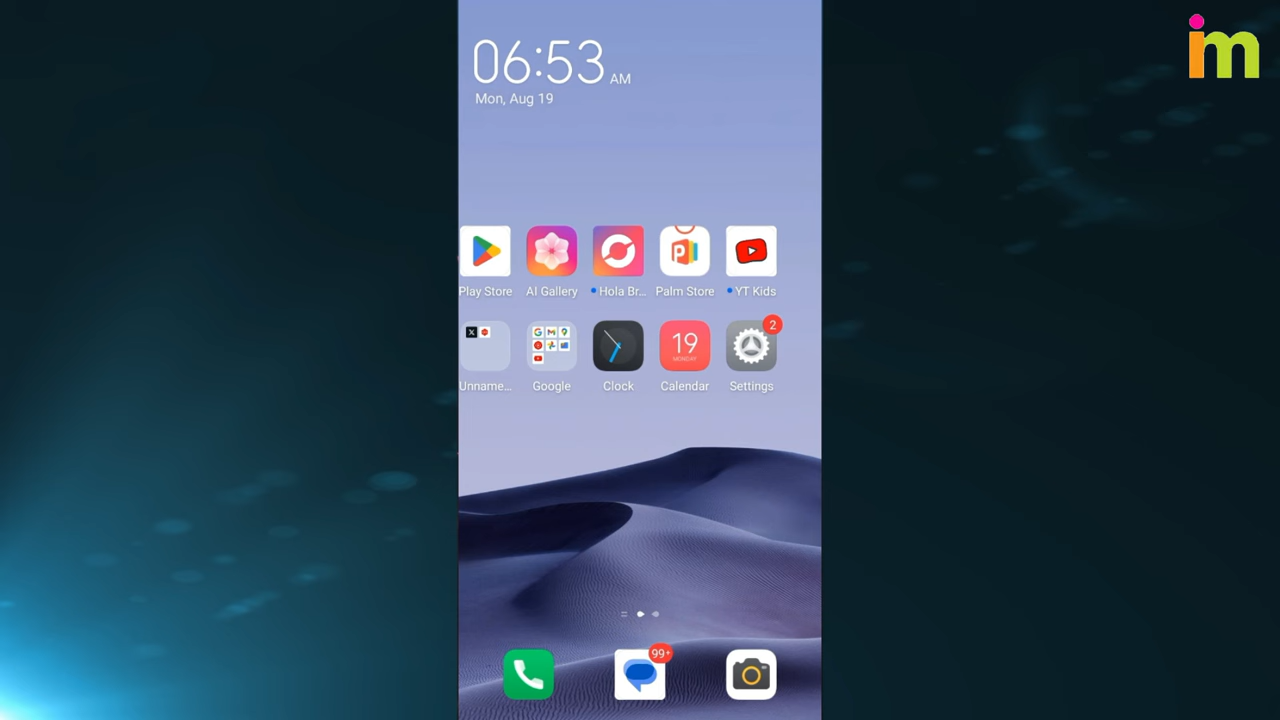 im
06:53 AM
Mon, Aug 19
Play Store AI Gallery Hola Br... Palm Store YT Kids
2
Unname... Google Clock Calendar Settings
19
MONDAY
99+